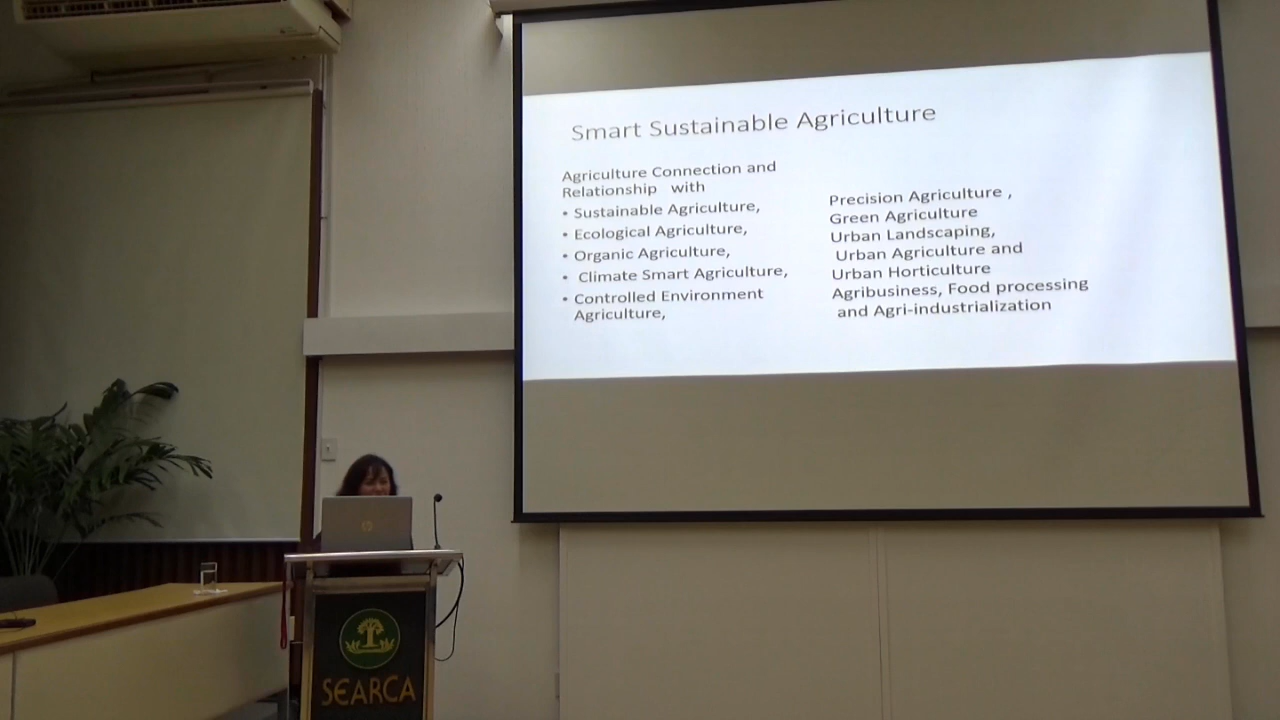 Smart Sustainable Agriculture
Agriculture Connection and
Relationship with
• Sustainable Agriculture,
• Ecological Agriculture,
• Organic Agriculture,
• Climate Smart Agriculture,
• Controlled Environment
Agriculture,
Precision Agriculture ,
Green Agriculture
Urban Landscaping,
Urban Agriculture and
Urban Horticulture
Agribusiness, Food processing
and Agri-industrialization
hp
SEARCA